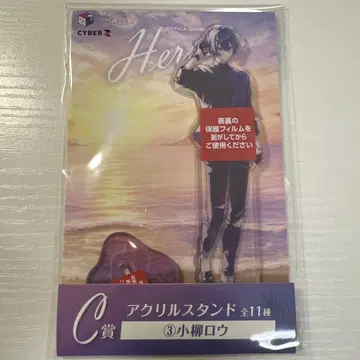 CYBER Z
Her
表裏の
保護フィルムを
剥がしてから
ご使用ください
C賞
アクリルスタンド 全11種
③小柳ロウ